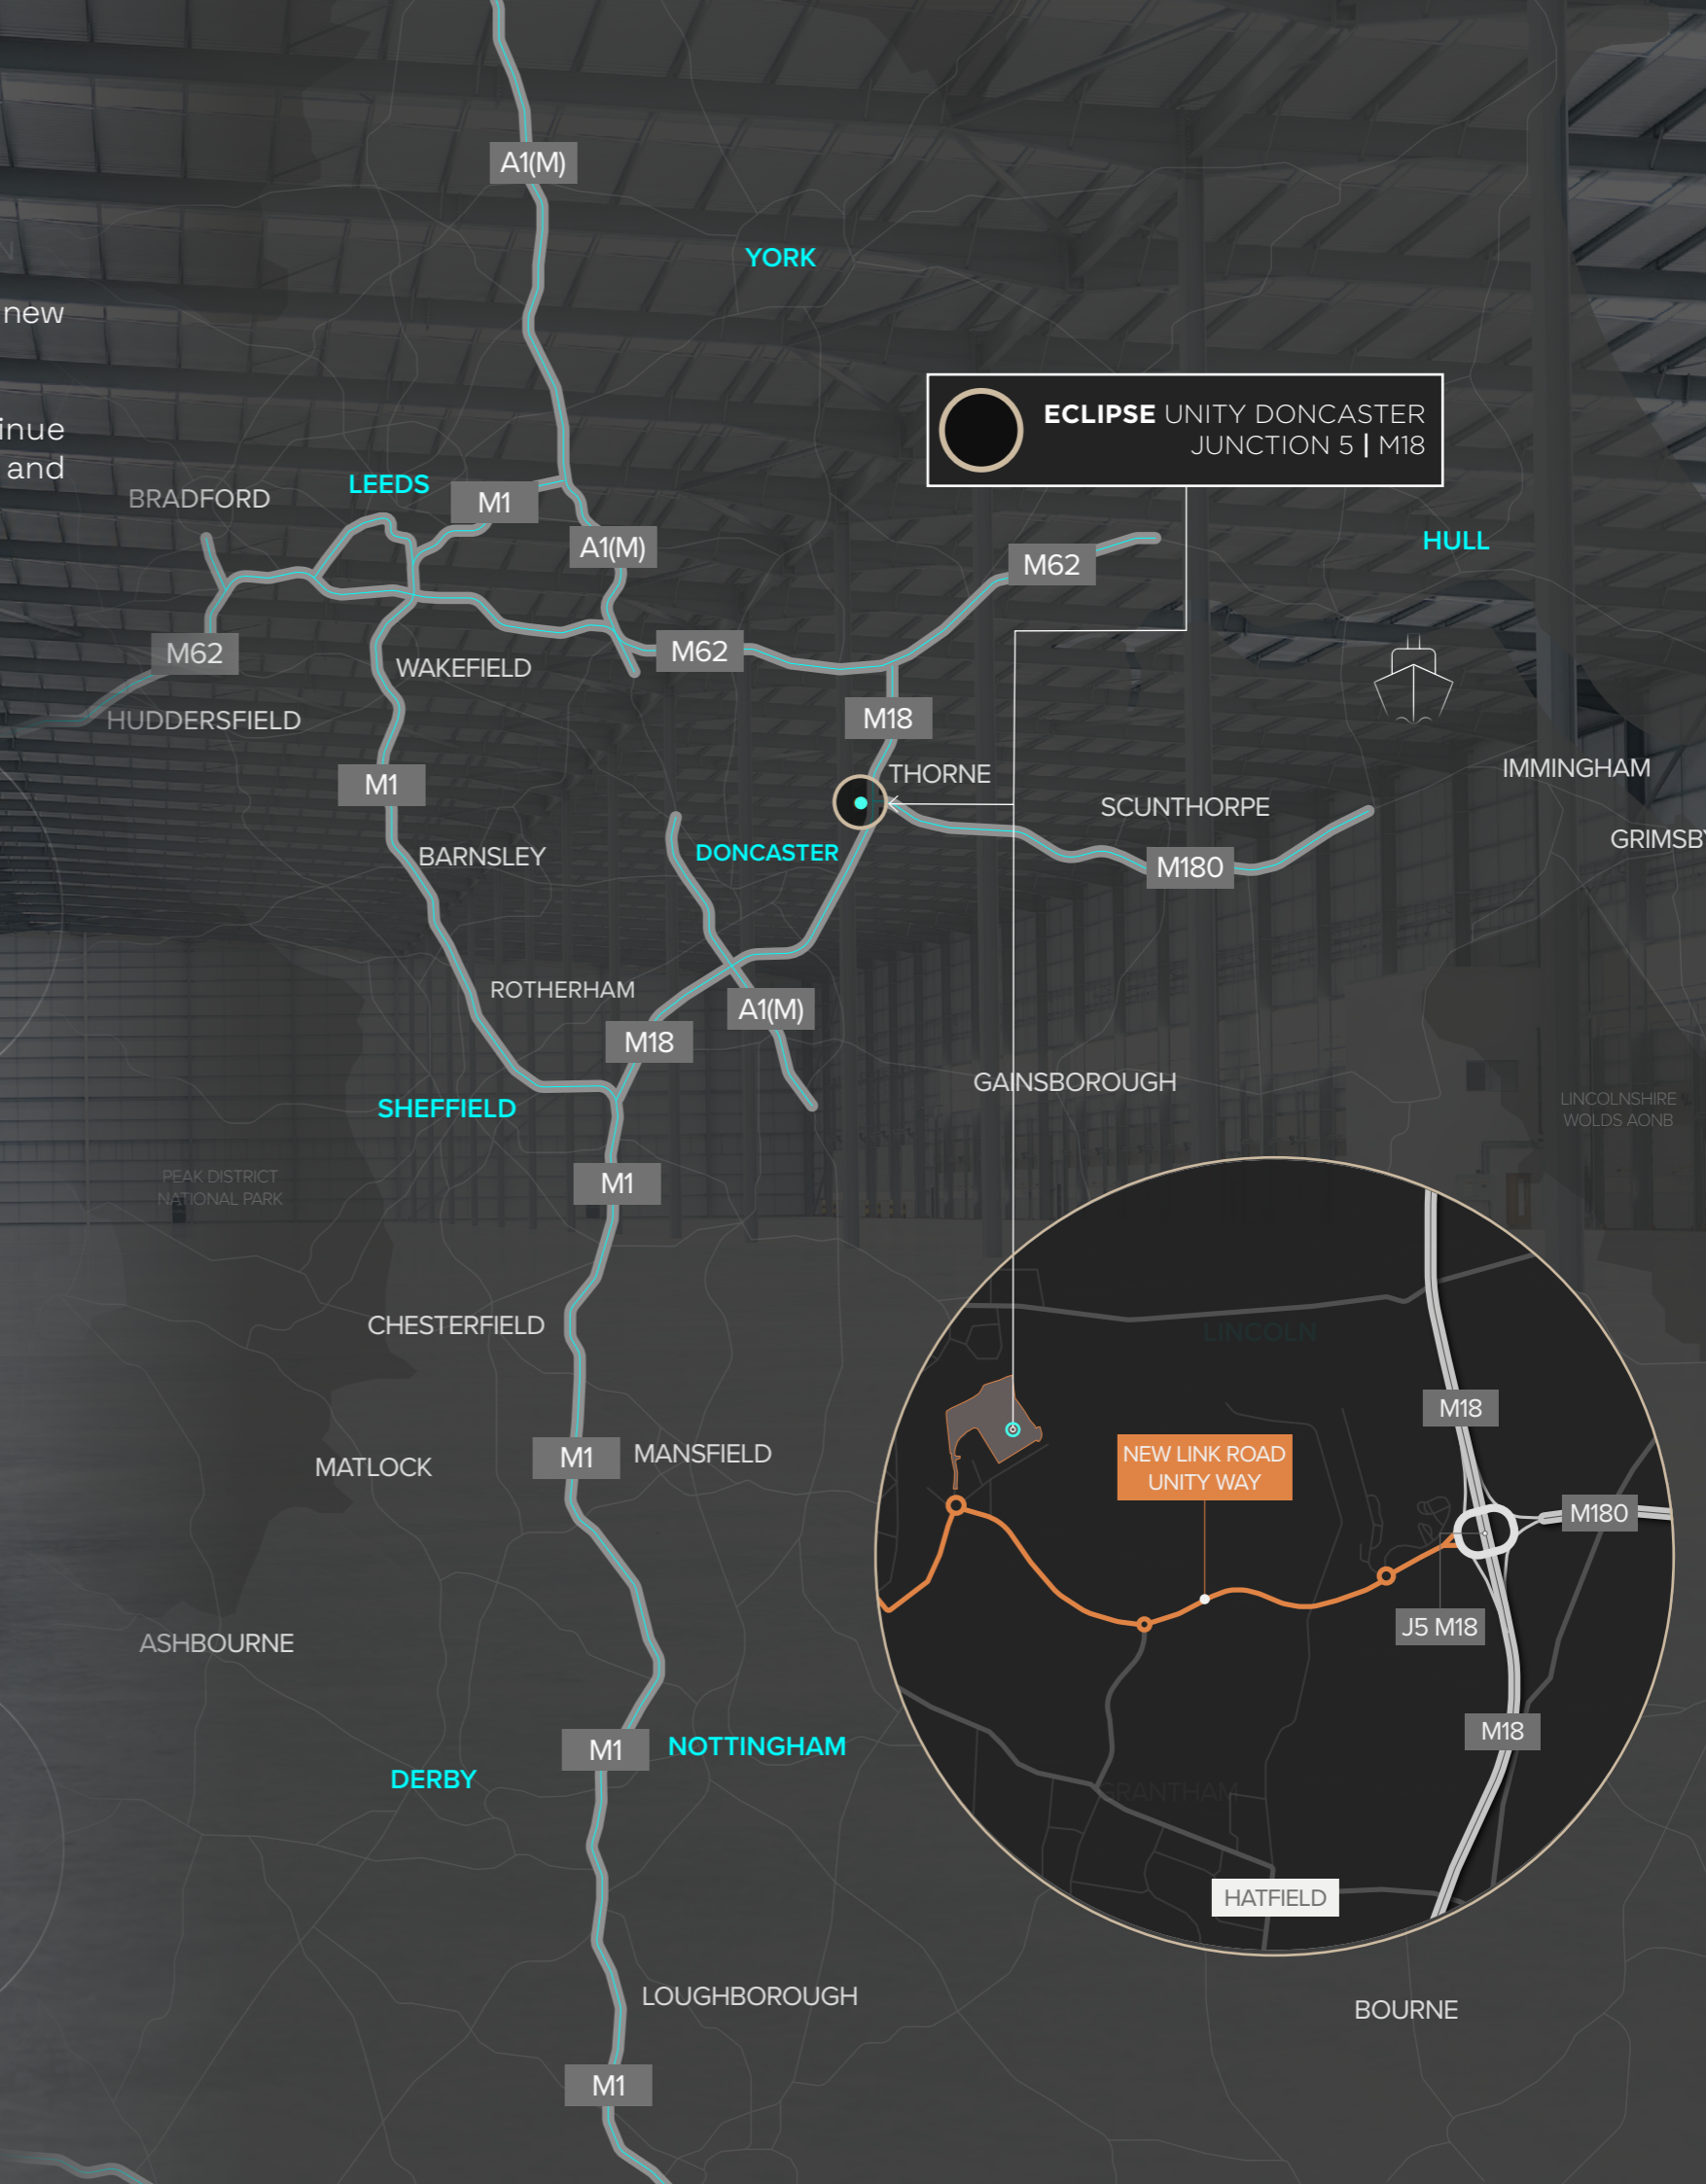 A1(M)
YORK
new
ECLIPSE UNITY DONCASTER
JUNCTION 5 | M18
inue
and
LEEDS
BRADFORD
M1
A1(M)
HULL
M62
M62
M62
WAKEFIELD
HUDDERSFIELD
M18
THORNE
IMMINGHAM
M1
SCUNTHORPE
GRIMSBY
DONCASTER
BARNSLEY
M180
ROTHERHAM
A1(M)
M18
GAINSBOROUGH
SHEFFIELD
LINCOLNSHIRE
WOLDS AONB
PEAK DISTRICT
NATIONAL PARK
M1
CHESTERFIELD
LINCOLN
M18
MATLOCK
M1
MANSFIELD
NEW LINK ROAD
UNITY WAY
M180
J5 M18
ASHBOURNE
M18
M1
NOTTINGHAM
DERBY
GRANTHAM
HATFIELD
LOUGHBOROUGH
BOURNE
M1